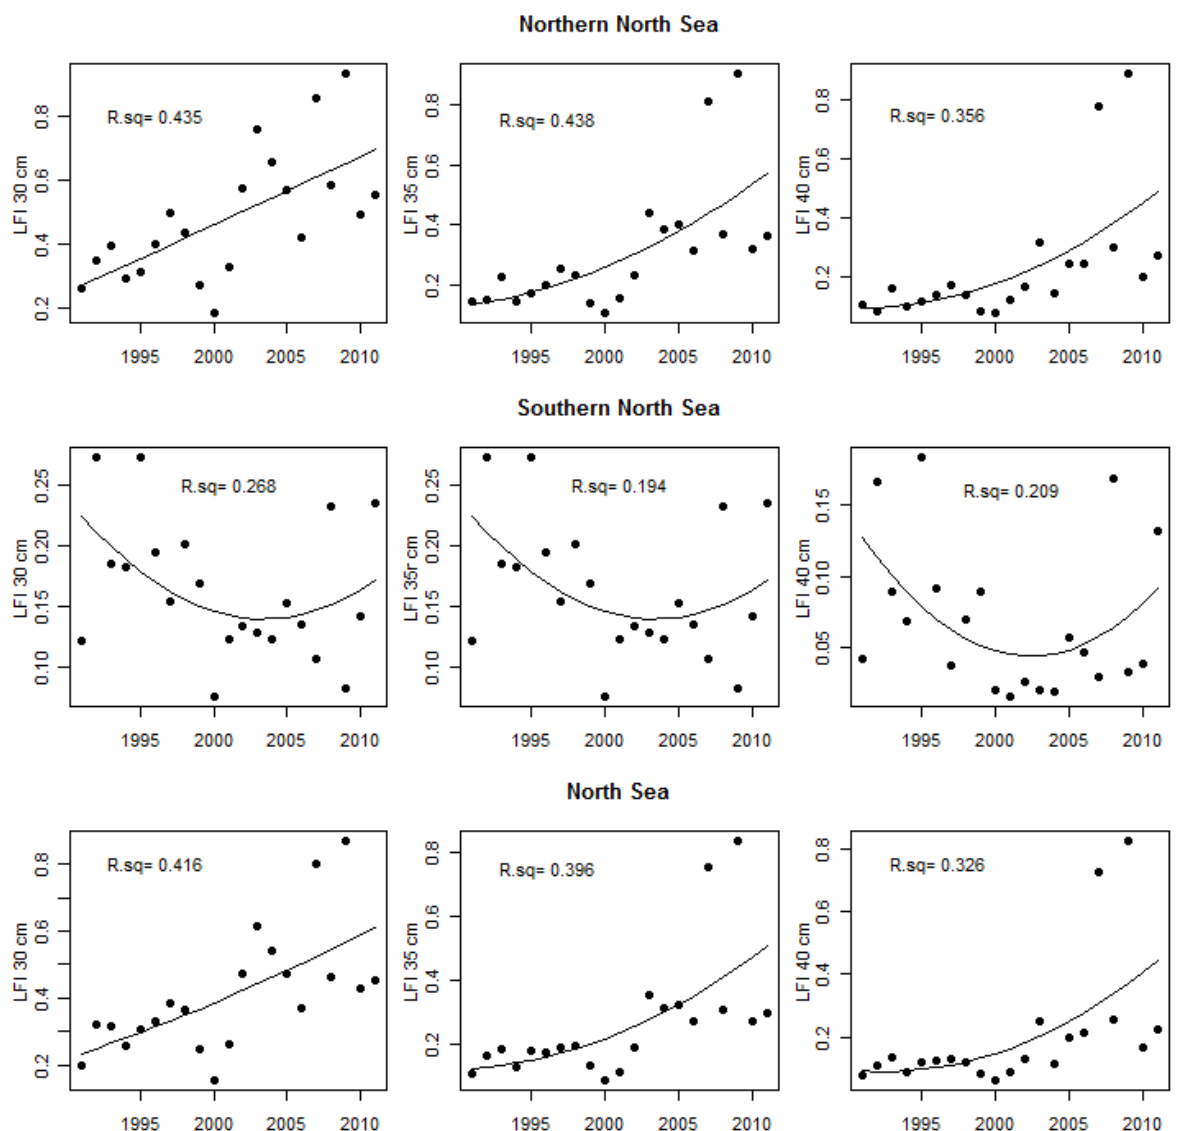 Northern North Sea
LFI 30 cm
0.2 0.4 0.6 0.8
R.sq= 0.435
1995 2000 2005 2010
LFI 35 cm
0.2 0.4 0.6 0.8
R.sq= 0.438
1995 2000 2005 2010
LFI 40 cm
0.2 0.4 0.6 0.8
R.sq= 0.356
1995 2000 2005 2010
Southern North Sea
LFI 30 cm
0.10 0.15 0.20 0.25
R.sq= 0.268
1995 2000 2005 2010
LFI 35r cm
0.10 0.15 0.20 0.25
R.sq= 0.194
1995 2000 2005 2010
LFI 40 cm
0.05 0.10 0.15
R.sq= 0.209
1995 2000 2005 2010
North Sea
LFI 30 cm
0.2 0.4 0.6 0.8
R.sq= 0.416
1995 2000 2005 2010
LFI 35 cm
0.2 0.4 0.6 0.8
R.sq= 0.396
1995 2000 2005 2010
LFI 40 cm
0.2 0.4 0.6 0.8
R.sq= 0.326
1995 2000 2005 2010